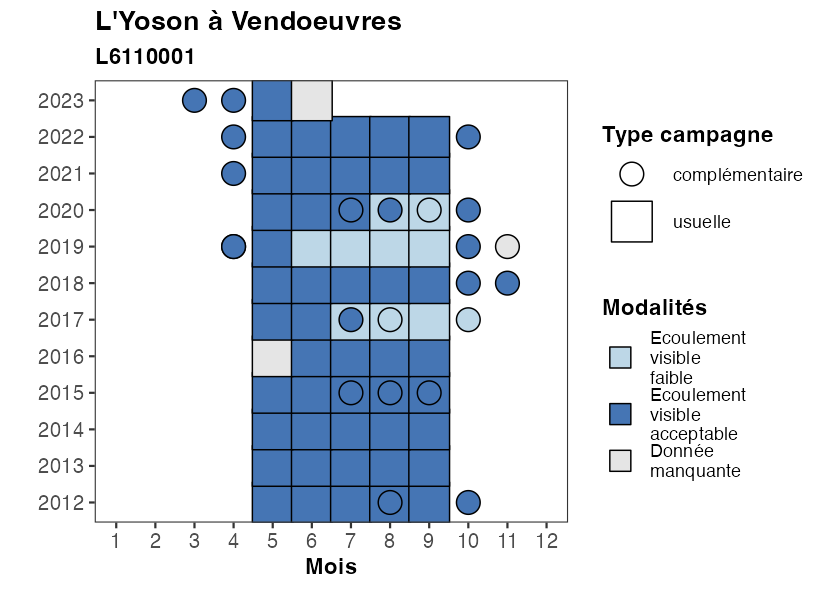 L'Yoson à Vendoeuvres
L6110001
2023
2022
2021
2020
2019
2018
2017
2016
2015
2014
2013
2012
1 2 3 4 5 6 7 8 9 10 11 12
Mois
Type campagne
complémentaire
usuelle
Modalités
Ecoulement
visible
faible
Ecoulement
visible
acceptable
Donnée
manquante